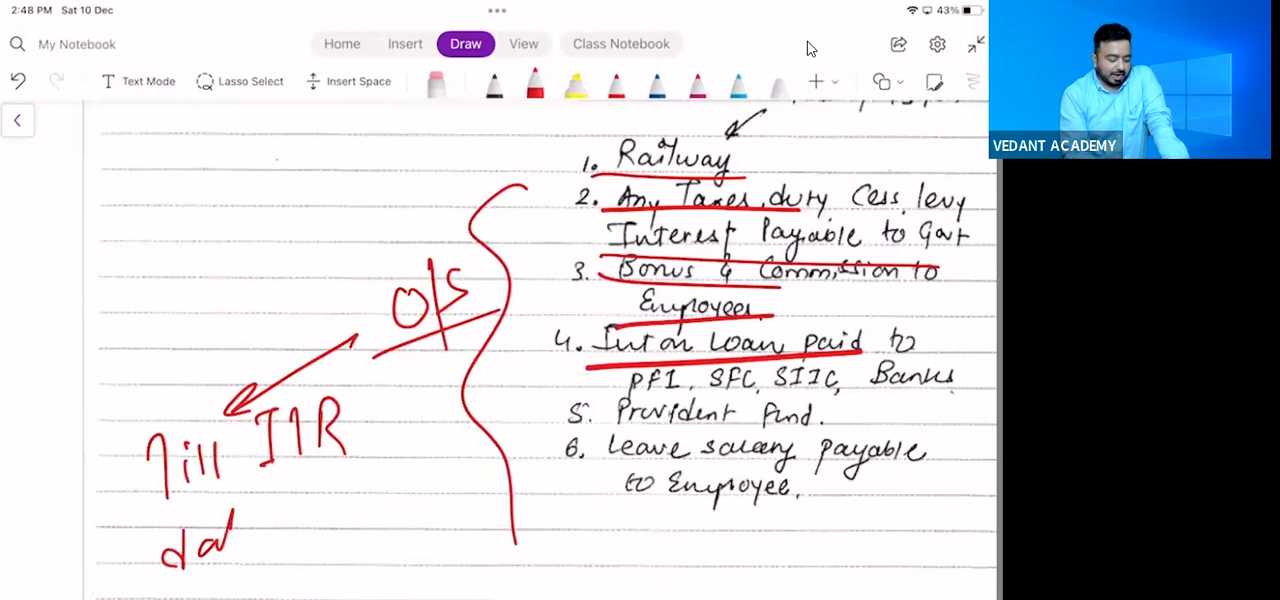 2:48 PM Sat 10 Dec
43%
My Notebook
Home Insert Draw View Class Notebook
Text Mode Lasso Select Insert Space
VEDANT ACADEMY
1. Railway
2. Any Taxes, duty, Cess, levy
Interest Payable to Govt
3. Bonus & Commission to
Employees
4. Int on Loan paid to
PFI, SFC, SIIC, Banks
5. Provident Fund.
6. Leave salary payable
to Employee.
O/S
Till ITR